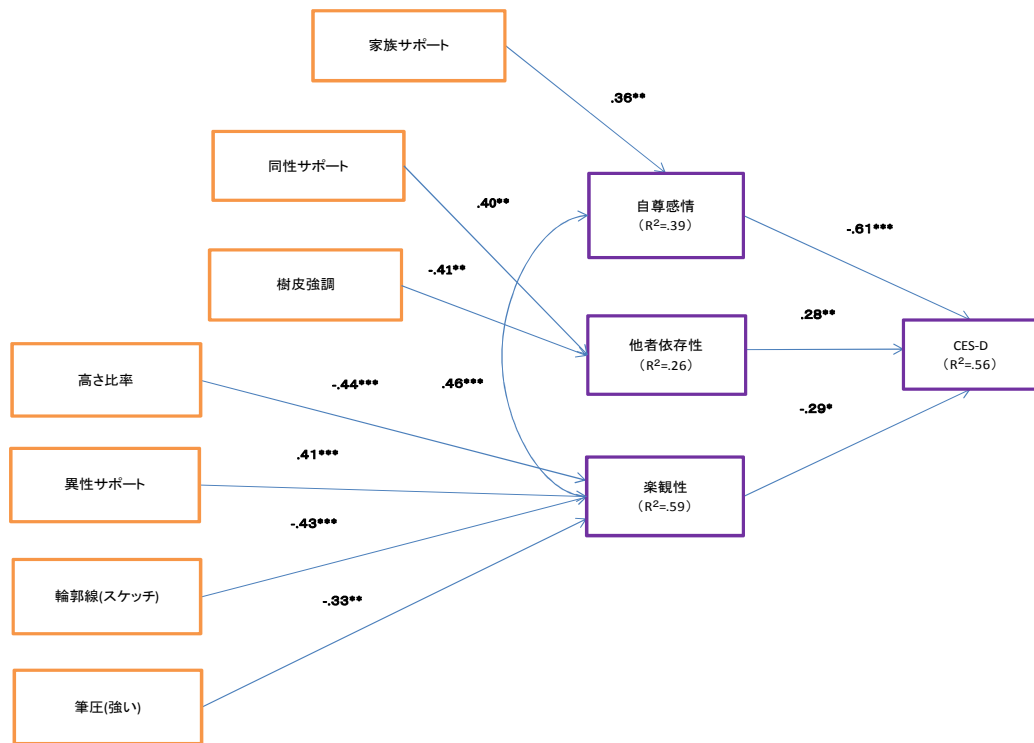 家族サポート
.36**
同性サポート
.40**
自尊感情
(R²=.39)
-.61***
-.41**
樹皮強調
.28**
他者依存性
(R²=.26)
CES-D
(R²=.56)
高さ比率
-.44***
.46***
-.29*
.41***
異性サポート
楽観性
(R²=.59)
-.43***
輪郭線(スケッチ)
-.33**
筆圧(強い)